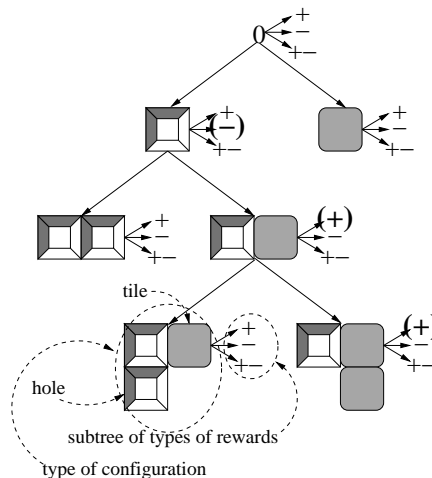 0 + − +−
+ (−) +−
+ − +−
+ − +−
(+) − +−
tile
+ − +−
(+) − +−
hole
subtree of types of rewards
type of configuration